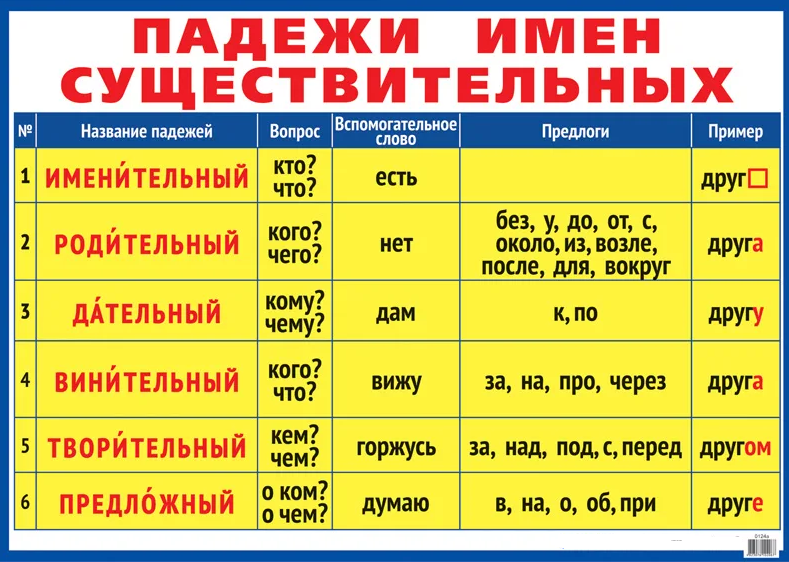 ПАДЕЖИ ИМЕН
СУЩЕСТВИТЕЛЬНЫХ
№ Название падежей Вопрос Вспомогательное слово Предлоги Пример
1 ИМЕНИ́ТЕЛЬНЫЙ кто? что? есть друг
2 РОДИ́ТЕЛЬНЫЙ кого? чего? нет без, у, до, от, с, около, из, возле, после, для, вокруг друга
3 ДА́ТЕЛЬНЫЙ кому? чему? дам к, по другу
4 ВИНИ́ТЕЛЬНЫЙ кого? что? вижу за, на, про, через друга
5 ТВОРИ́ТЕЛЬНЫЙ кем? чем? горжусь за, над, под, с, перед другом
6 ПРЕДЛО́ЖНЫЙ о ком? о чем? думаю в, на, о, об, при друге
0124а